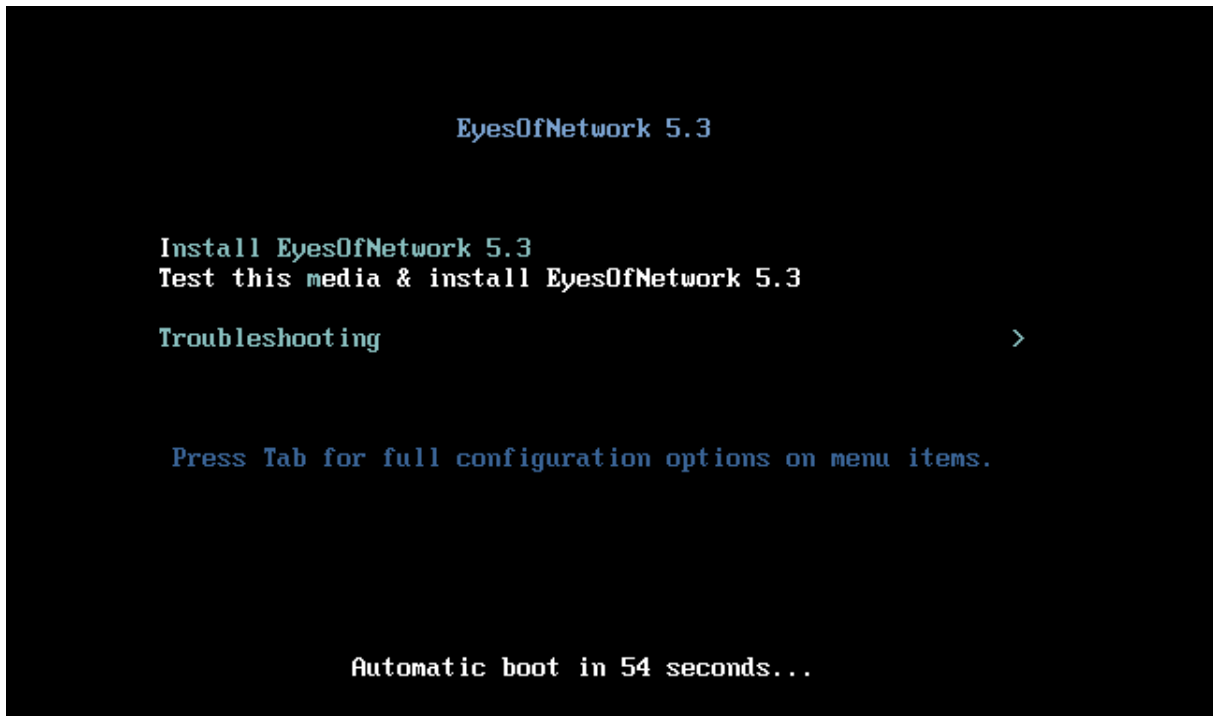 EyesOfNetwork 5.3
Install EyesOfNetwork 5.3
Test this media & install EyesOfNetwork 5.3
Troubleshooting >
Press Tab for full configuration options on menu items.
Automatic boot in 54 seconds...